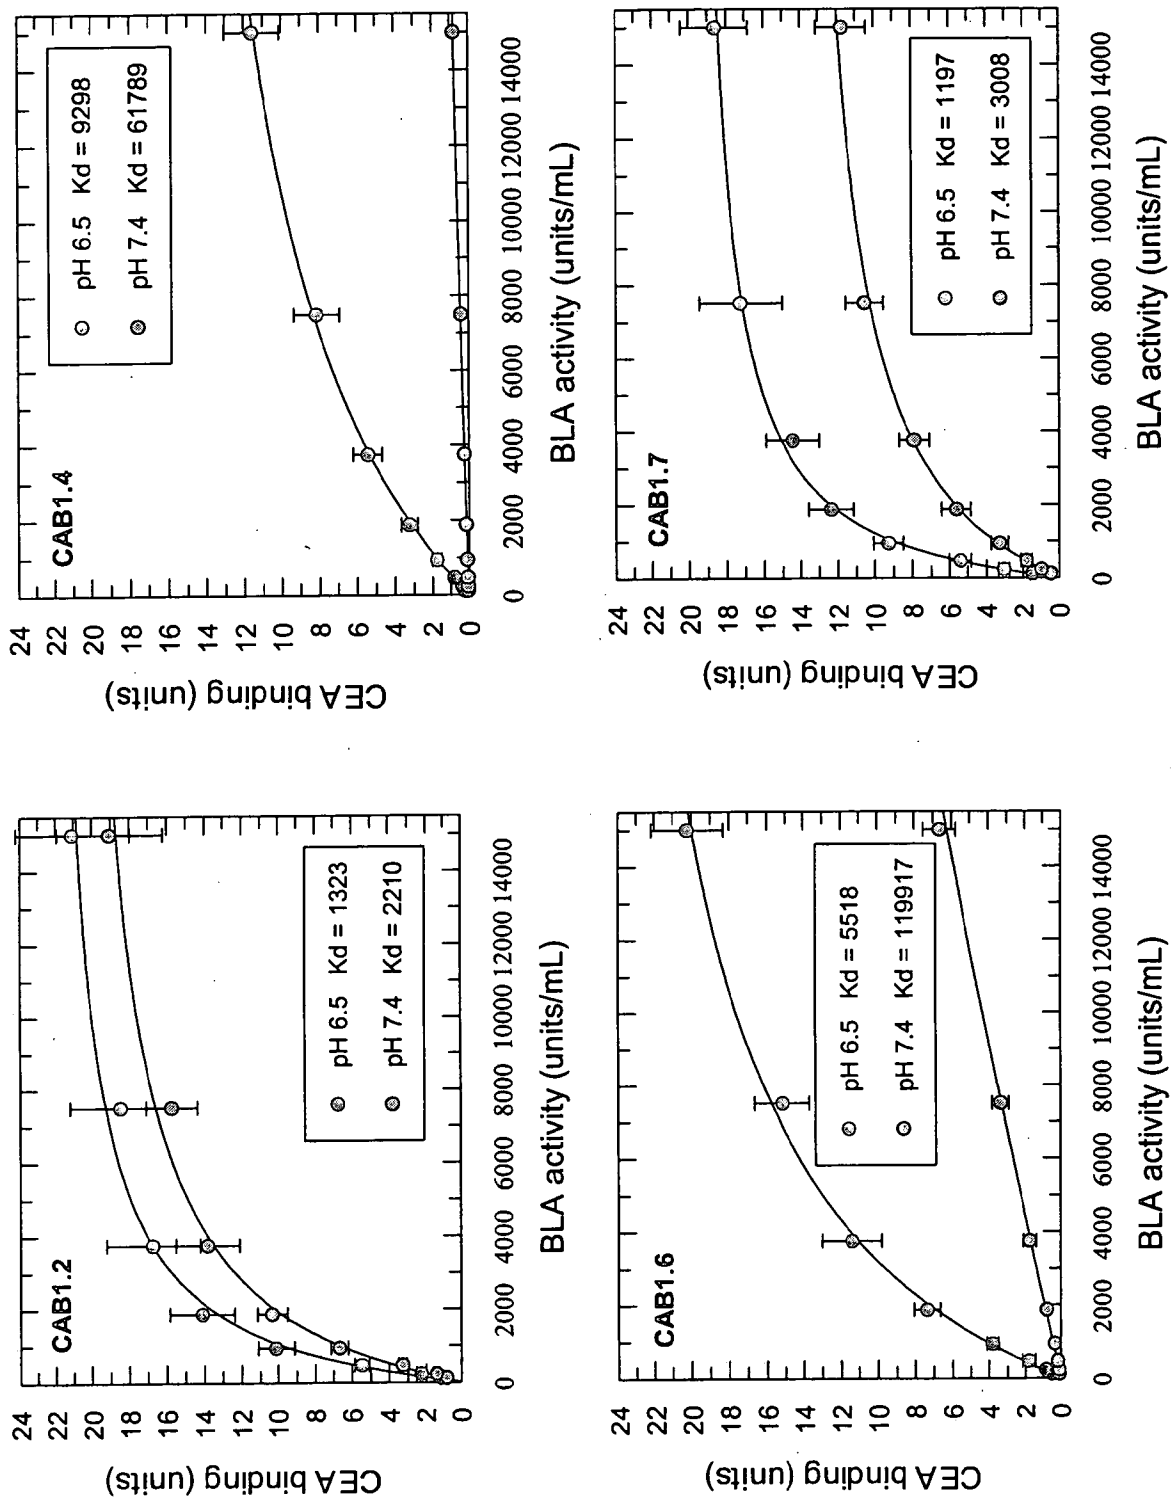 CAB1.2
CEA binding (units)
24
22
20
18
16
14
12
10
8
6
4
2
0
pH 6.5 Kd = 1323
pH 7.4 Kd = 2210
0 2000 4000 6000 8000 10000 12000 14000
BLA activity (units/mL)
CAB1.4
CEA binding (units)
24
22
20
18
16
14
12
10
8
6
4
2
0
pH 6.5 Kd = 9298
pH 7.4 Kd = 61789
0 2000 4000 6000 8000 10000 12000 14000
BLA activity (units/mL)
CAB1.6
CEA binding (units)
24
22
20
18
16
14
12
10
8
6
4
2
0
pH 6.5 Kd = 5518
pH 7.4 Kd = 119917
0 2000 4000 6000 8000 10000 12000 14000
BLA activity (units/mL)
CAB1.7
CEA binding (units)
24
22
20
18
16
14
12
10
8
6
4
2
0
pH 6.5 Kd = 1197
pH 7.4 Kd = 3008
0 2000 4000 6000 8000 10000 12000 14000
BLA activity (units/mL)